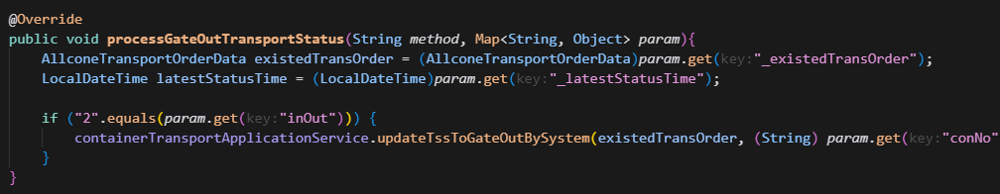 @Override
public void processGateOutTransportStatus(String method, Map<String, Object> param){
    AllconeTransportOrderData existedTransOrder = (AllconeTransportOrderData)param.get(key:"_existedTransOrder");
    LocalDateTime latestStatusTime = (LocalDateTime)param.get(key:"_latestStatusTime");
    if ("2".equals(param.get(key:"inOut"))) {
        containerTransportApplicationService.updateTssToGateOutBySystem(existedTransOrder, (String) param.get(key:"conNo"
    }
}